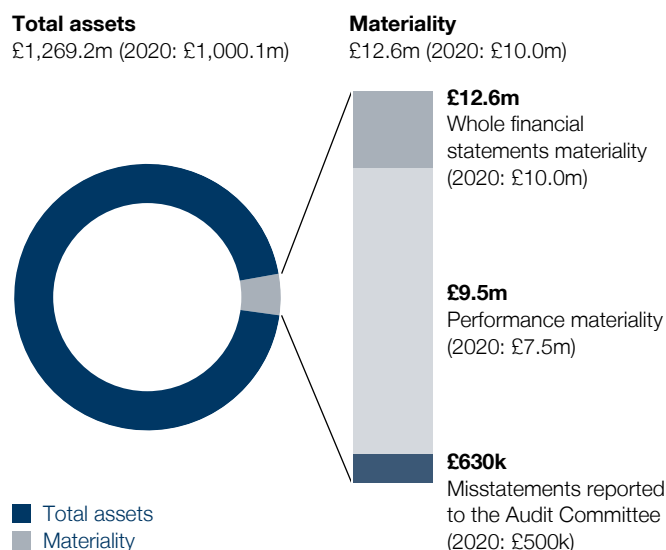 Total assets
£1,269.2m (2020: £1,000.1m)
Materiality
£12.6m (2020: £10.0m)
£12.6m
Whole financial
statements materiality
(2020: £10.0m)
£9.5m
Performance materiality
(2020: £7.5m)
£630k
Misstatements reported
to the Audit Committee
(2020: £500k)
Total assets
Materiality